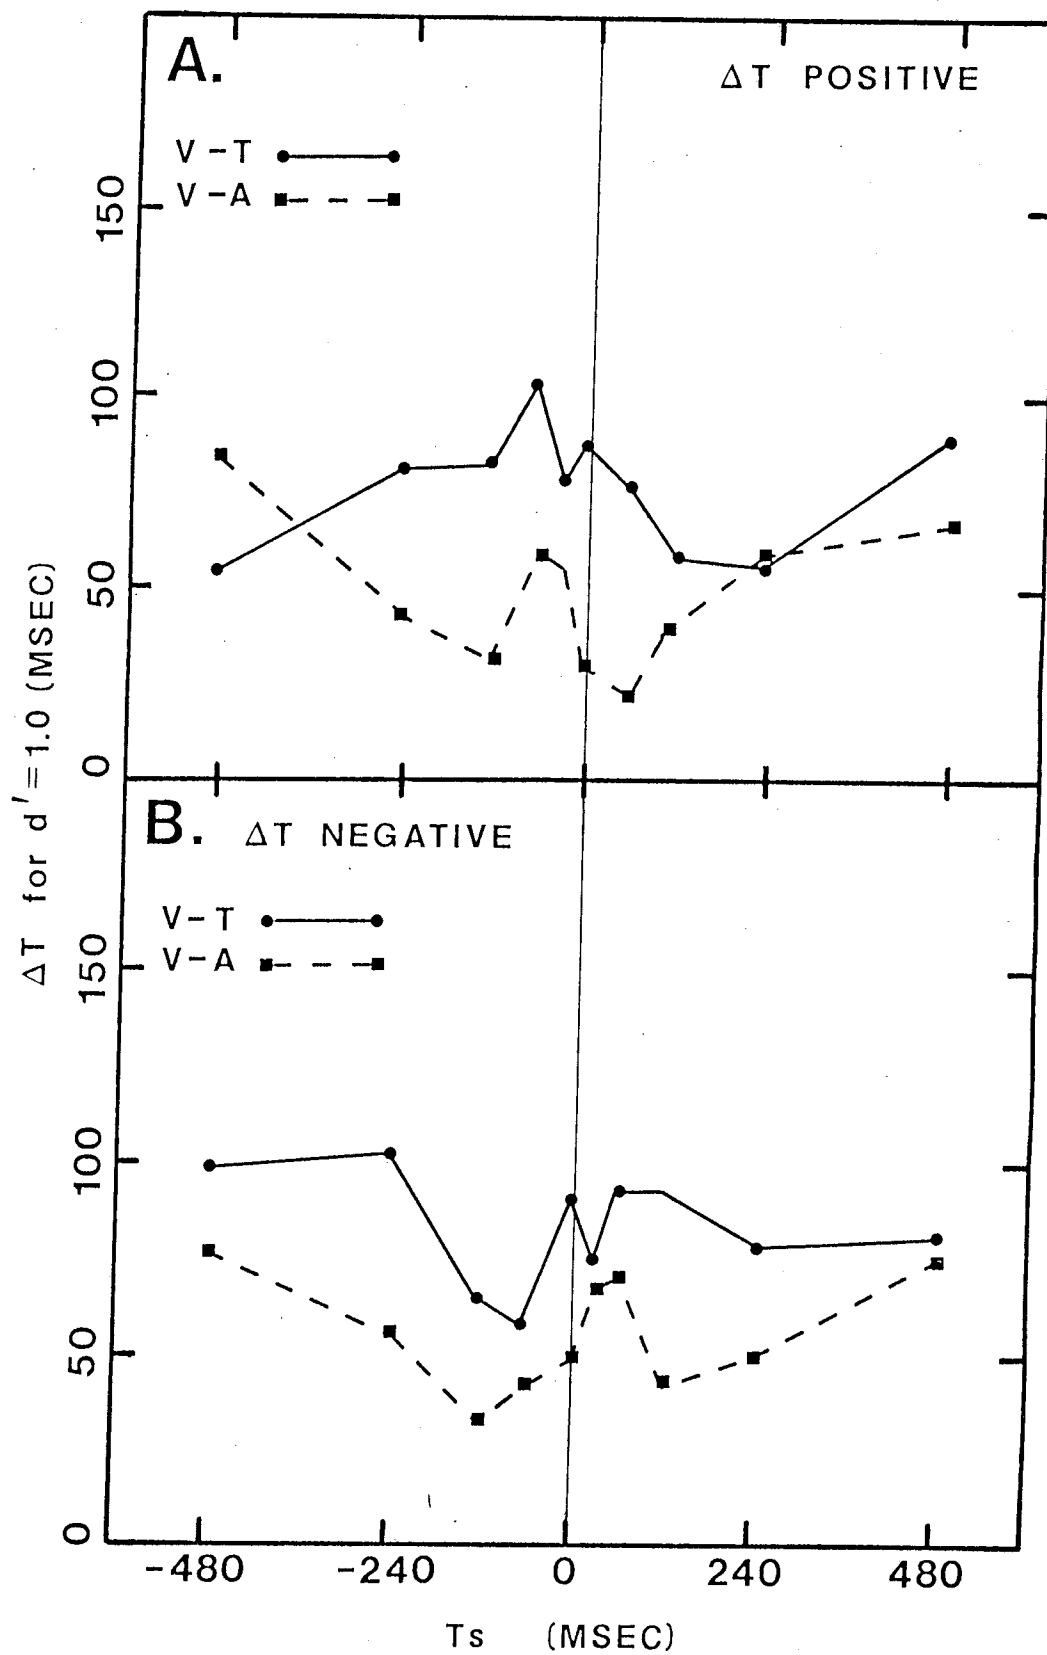 A.
ΔT POSITIVE
V-T
V-A
150
100
50
0
ΔT for d'=1.0 (MSEC)
B. ΔT NEGATIVE
V-T
V-A
150
100
50
0
-480 -240 0 240 480
Ts (MSEC)